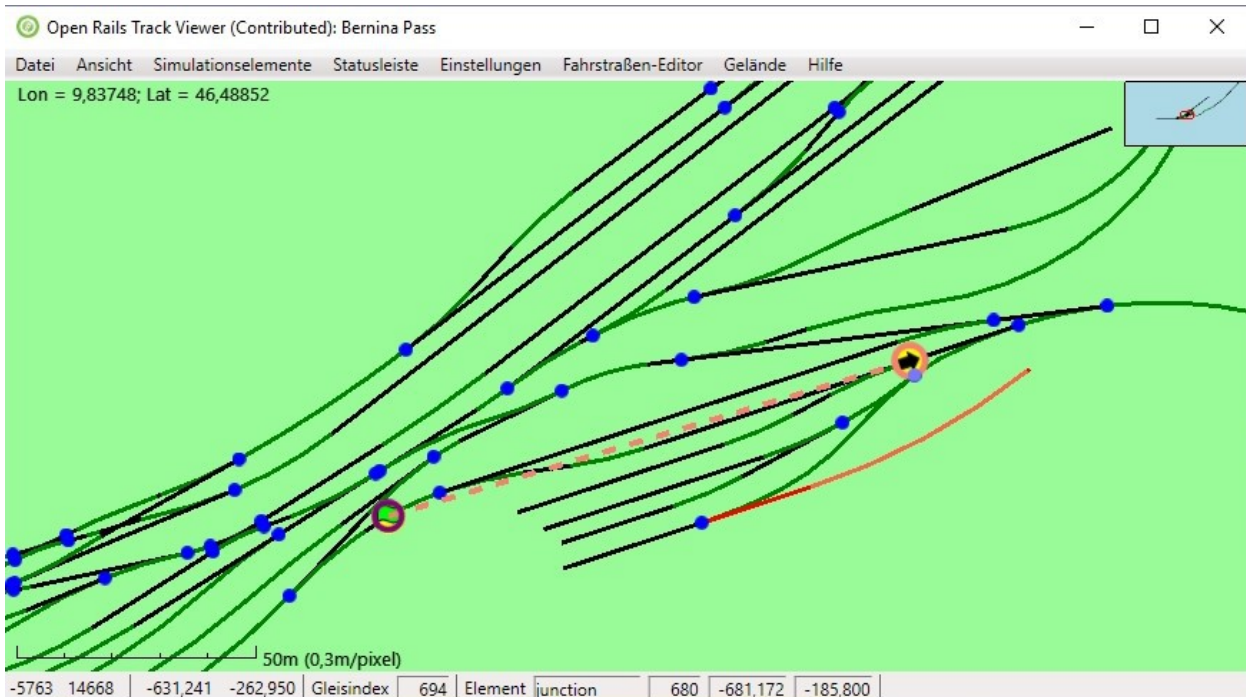 Open Rails Track Viewer (Contributed): Bernina Pass
Datei Ansicht Simulationselemente Statusleiste Einstellungen Fahrstraßen-Editor Gelände Hilfe
Lon = 9,83748; Lat = 46,48852
50m (0,3m/pixel)
-5763 14668 -631,241 -262,950 Gleisindex 694 Element junction 680 -681,172 -185,800